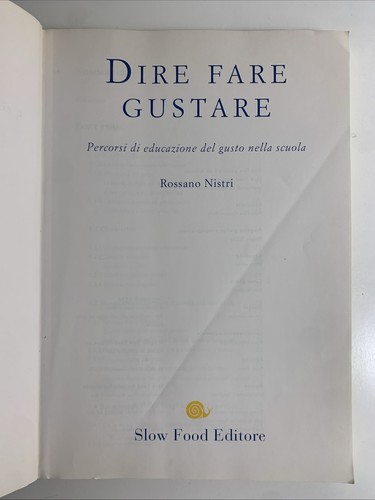 DIRE FARE
GUSTARE
Percorsi di educazione del gusto nella scuola
Rossano Nistri
Slow Food Editore